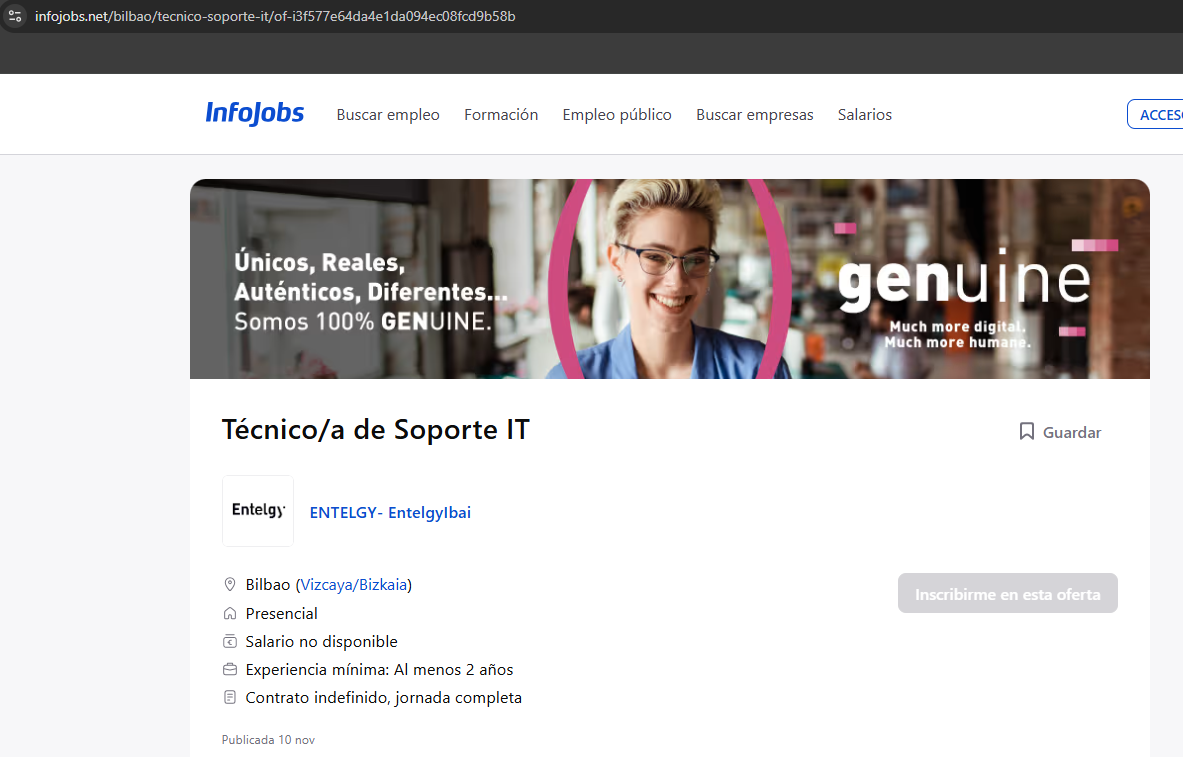 infojobs.net/bilbao/tecnico-soporte-it/of-i3f577e64da4e1da094ec08fcd9b58b
InfoJobs
Buscar empleo
Formación
Empleo público
Buscar empresas
Salarios
Únicos, Reales,
Auténticos, Diferentes...
Somos 100% GENUINE.
genuine
Much more digital.
Much more humane.
Técnico/a de Soporte IT
Guardar
Entelgy
ENTELGY- EntelgyIbai
Bilbao (Vizcaya/Bizkaia)
Inscribirme en esta oferta
Presencial
Salario no disponible
Experiencia mínima: Al menos 2 años
Contrato indefinido, jornada completa
Publicada 10 nov